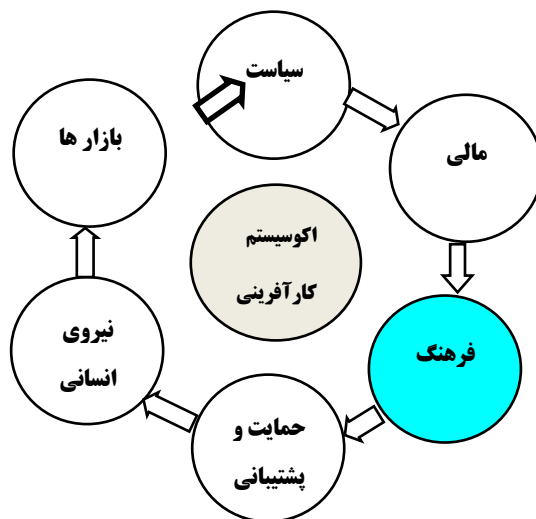 سیاست
مالی
فرهنگ
حمایت و
پشتیبانی
نیروی
انسانی
بازار ها
اکوسیستم
کارآفرینی